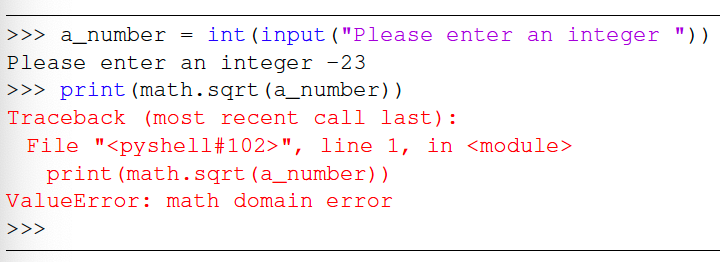 >>> a_number = int(input("Please enter an integer "))
Please enter an integer -23
>>> print(math.sqrt(a_number))
Traceback (most recent call last):
  File "<pyshell#102>", line 1, in <module>
    print(math.sqrt(a_number))
ValueError: math domain error
>>>